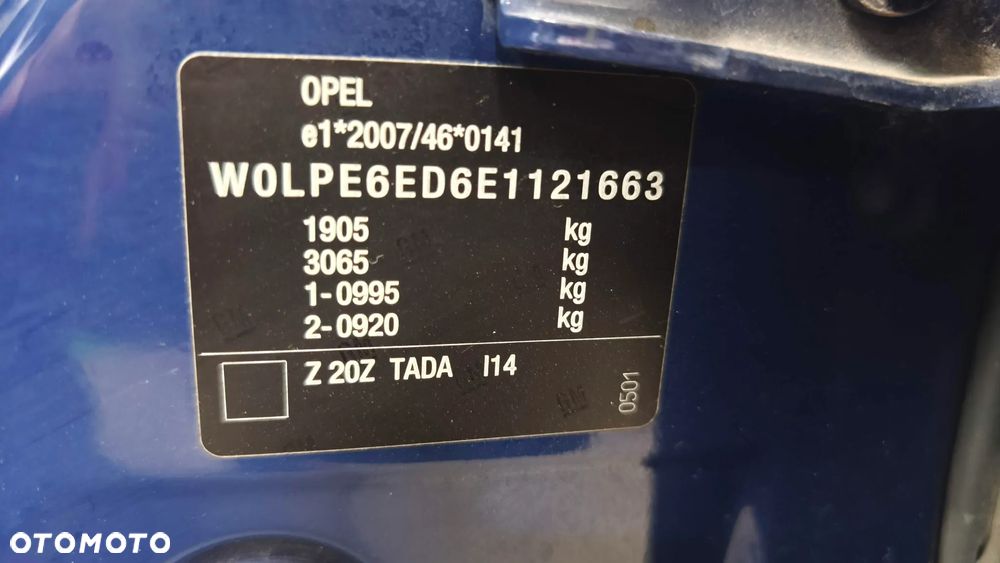 OPEL
e1*2007/46*0141
W0LPE6ED6E1121663
1905 kg
3065 kg
1-0995 kg
2-0920 kg
Z 20Z TADA I14
0501
OTOMOTO